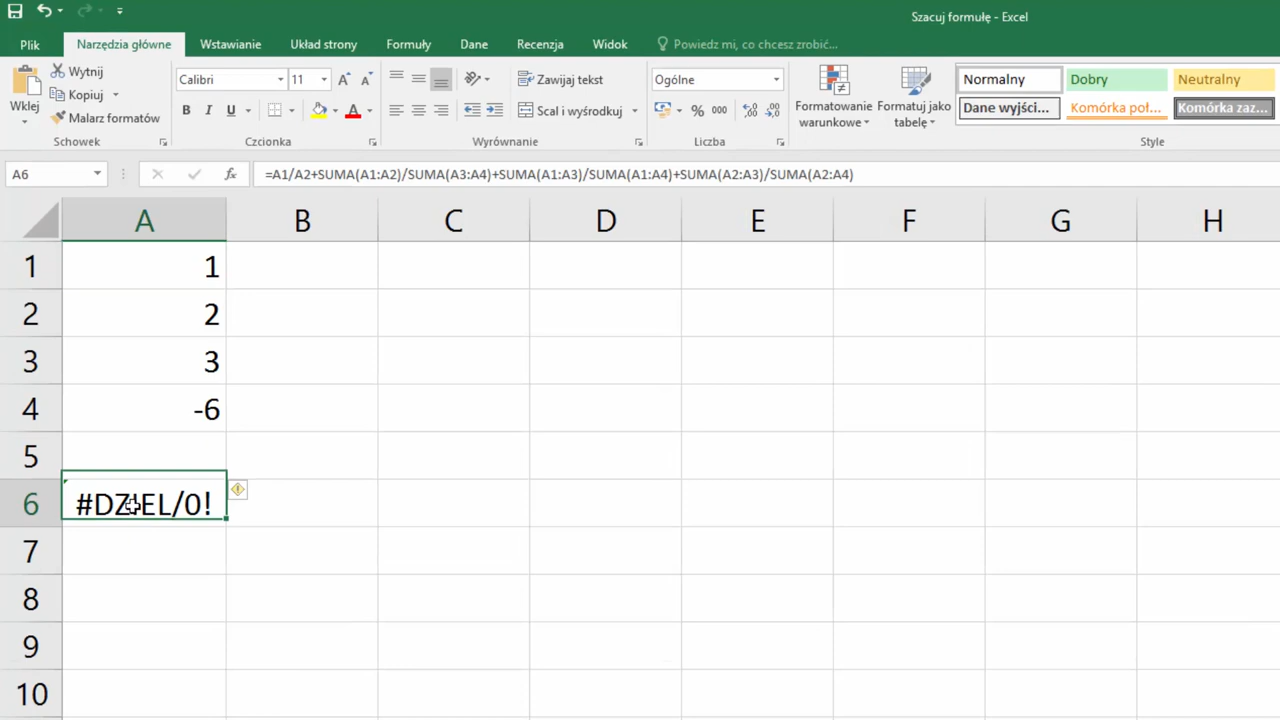 Szacuj formułę - Excel
Plik Narzędzia główne Wstawianie Układ strony Formuły Dane Recenzja Widok Powiedz mi, co chcesz zrobić...
Wklej
Wytnij
Kopiuj
Malarz formatów
Schowek
Calibri 11
B I U A
Czcionka
Zawijaj tekst
Scal i wyśrodkuj
Wyrównanie
Ogólne
% 000
Liczba
Formatowanie warunkowe
Formatuj jako tabelę
Normalny Dobry Neutralny
Dane wyjści... Komórka poł... Komórka zaz...
Style
A6 fx =A1/A2+SUMA(A1:A2)/SUMA(A3:A4)+SUMA(A1:A3)/SUMA(A1:A4)+SUMA(A2:A3)/SUMA(A2:A4)
A B C D E F G H
1 1
2 2
3 3
4 -6
5
6 #DZIEL/0!
7
8
9
10